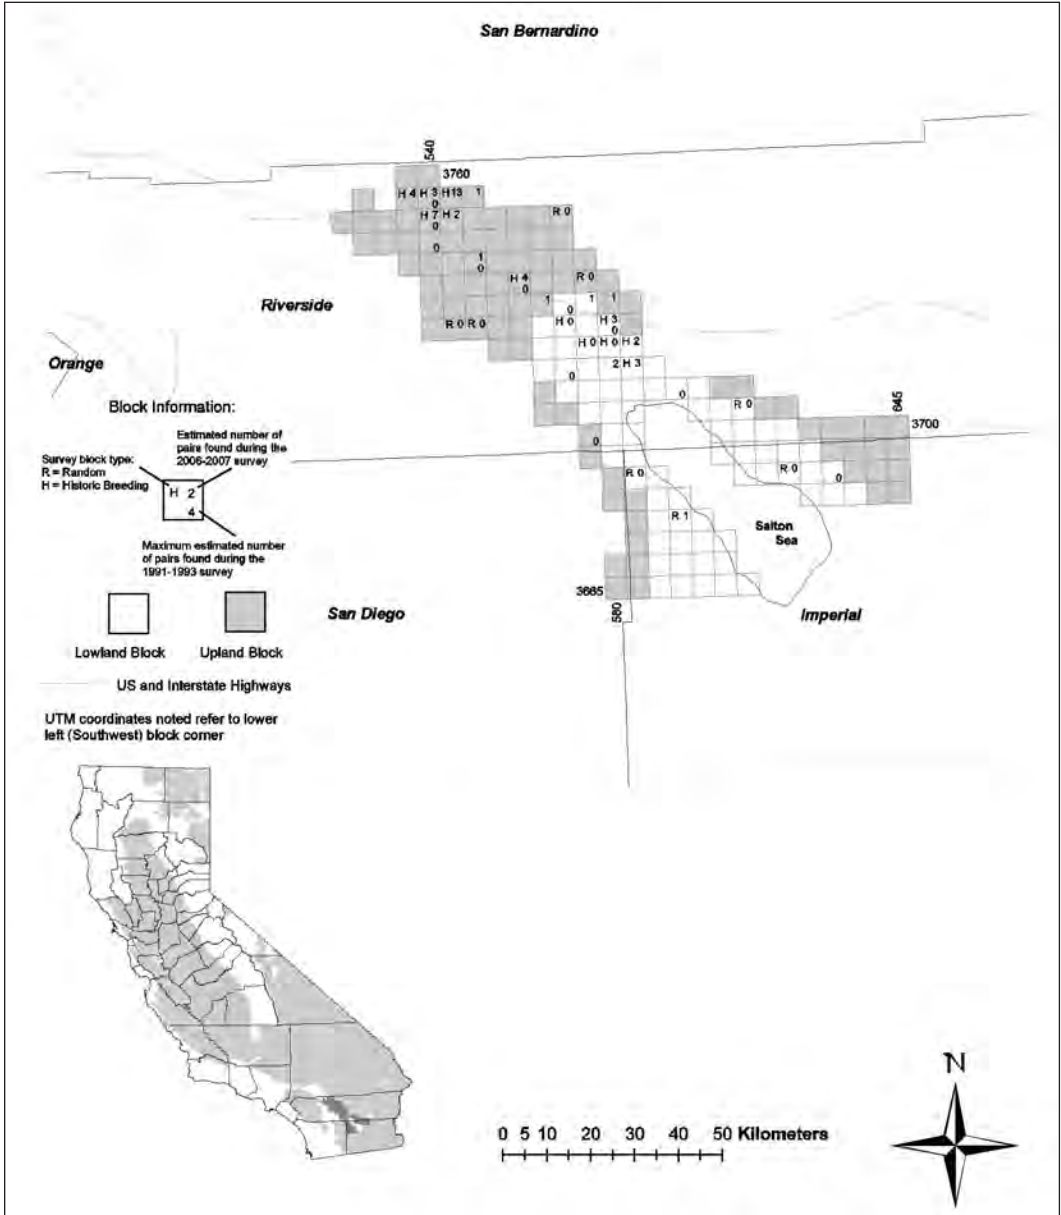 San Bernardino
540
3760
H 4 H 3 H13 1
0
H 7 H 2 R 0
0
0
1
0
H 4 R 0
0
1 1 1
0
Riverside
R 0 R 0 H 0 H 3
0
H 0 H 0 H 2
2 H 3
Orange
0
0
R 0
645
3700
0
R 0
R 0
0
R 1
Salton
Sea
3665
580
San Diego
Imperial
Block Information:
Estimated number of
pairs found during the
2006-2007 survey
Survey block type:
R = Random
H = Historic Breeding
H 2
4
Maximum estimated number
of pairs found during the
1991-1993 survey
Lowland Block Upland Block
US and Interstate Highways
UTM coordinates noted refer to lower
left (Southwest) block corner
N
0 5 10 20 30 40 50 Kilometers